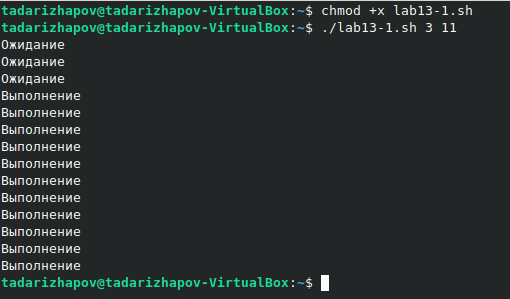 tadarizhapov@tadarizhapov-VirtualBox:~$ chmod +x lab13-1.sh
tadarizhapov@tadarizhapov-VirtualBox:~$ ./lab13-1.sh 3 11
Ожидание
Ожидание
Ожидание
Выполнение
Выполнение
Выполнение
Выполнение
Выполнение
Выполнение
Выполнение
Выполнение
Выполнение
Выполнение
Выполнение
tadarizhapov@tadarizhapov-VirtualBox:~$